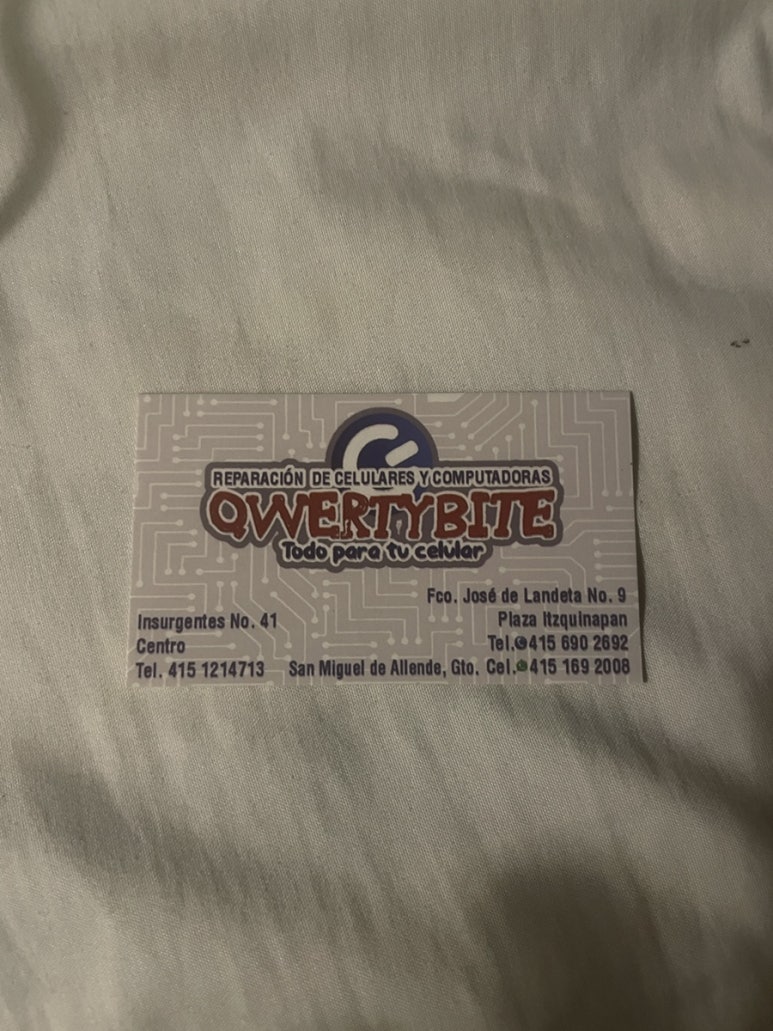 REPARACIÓN DE CELULARES Y COMPUTADORAS
QWERTYBITE
Todo para tu celular
Insurgentes No. 41
Centro
Tel. 415 1214713
San Miguel de Allende, Gto.
Fco. José de Landeta No. 9
Plaza Itzquinapan
Tel. 415 690 2692
Cel. 415 169 2008